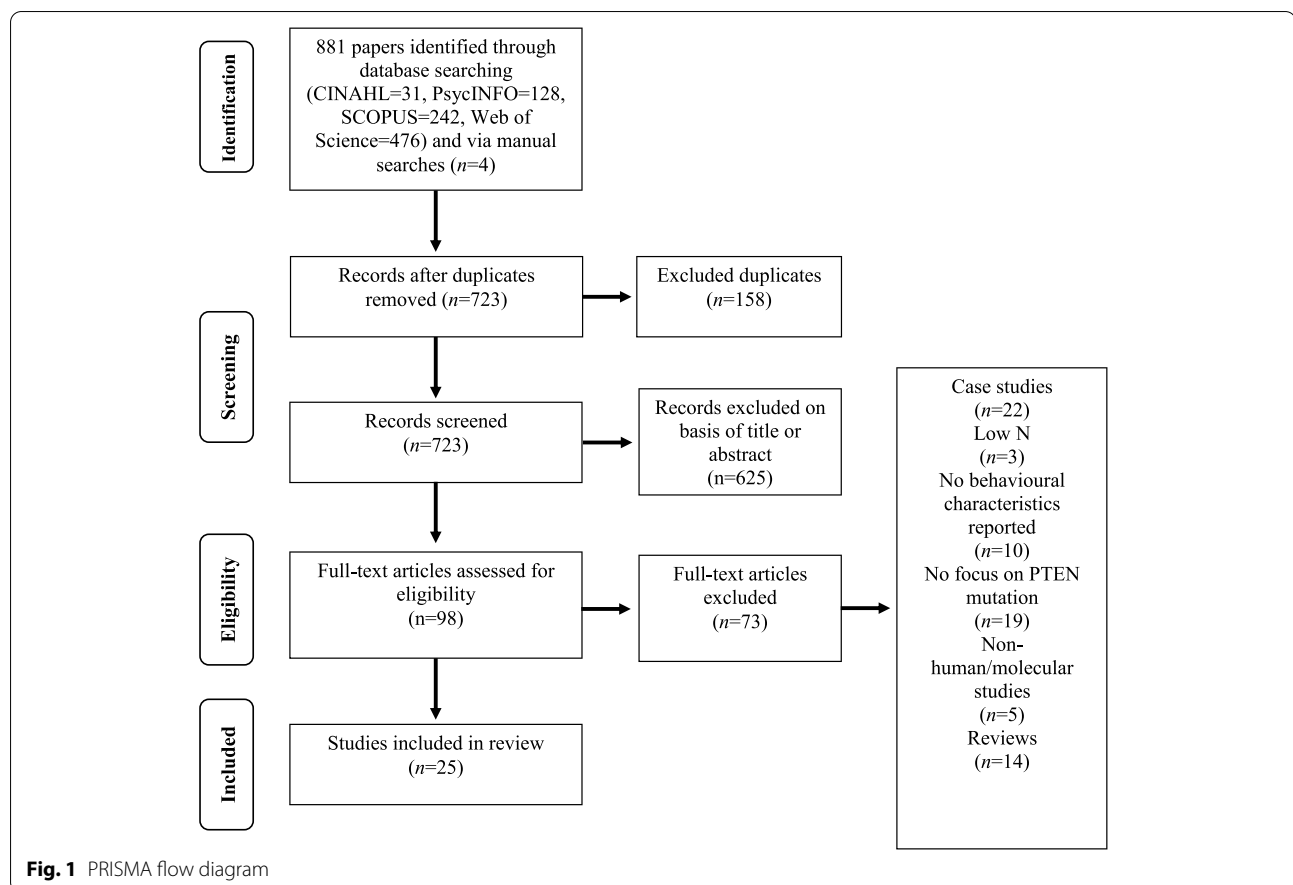 Identification
881 papers identified through
database searching
(CINAHL=31, PsycINFO=128,
SCOPUS=242, Web of
Science=476) and via manual
searches (n=4)
Screening
Records after duplicates
removed (n=723)
Excluded duplicates
(n=158)
Records screened
(n=723)
Records excluded on
basis of title or
abstract
(n=625)
Eligibility
Full-text articles assessed for
eligibility
(n=98)
Full-text articles
excluded
(n=73)
Case studies
(n=22)
Low N
(n=3)
No behavioural
characteristics
reported
(n=10)
No focus on PTEN
mutation
(n=19)
Non-
human/molecular
studies
(n=5)
Reviews
(n=14)
Included
Studies included in review
(n=25)
Fig. 1 PRISMA flow diagram